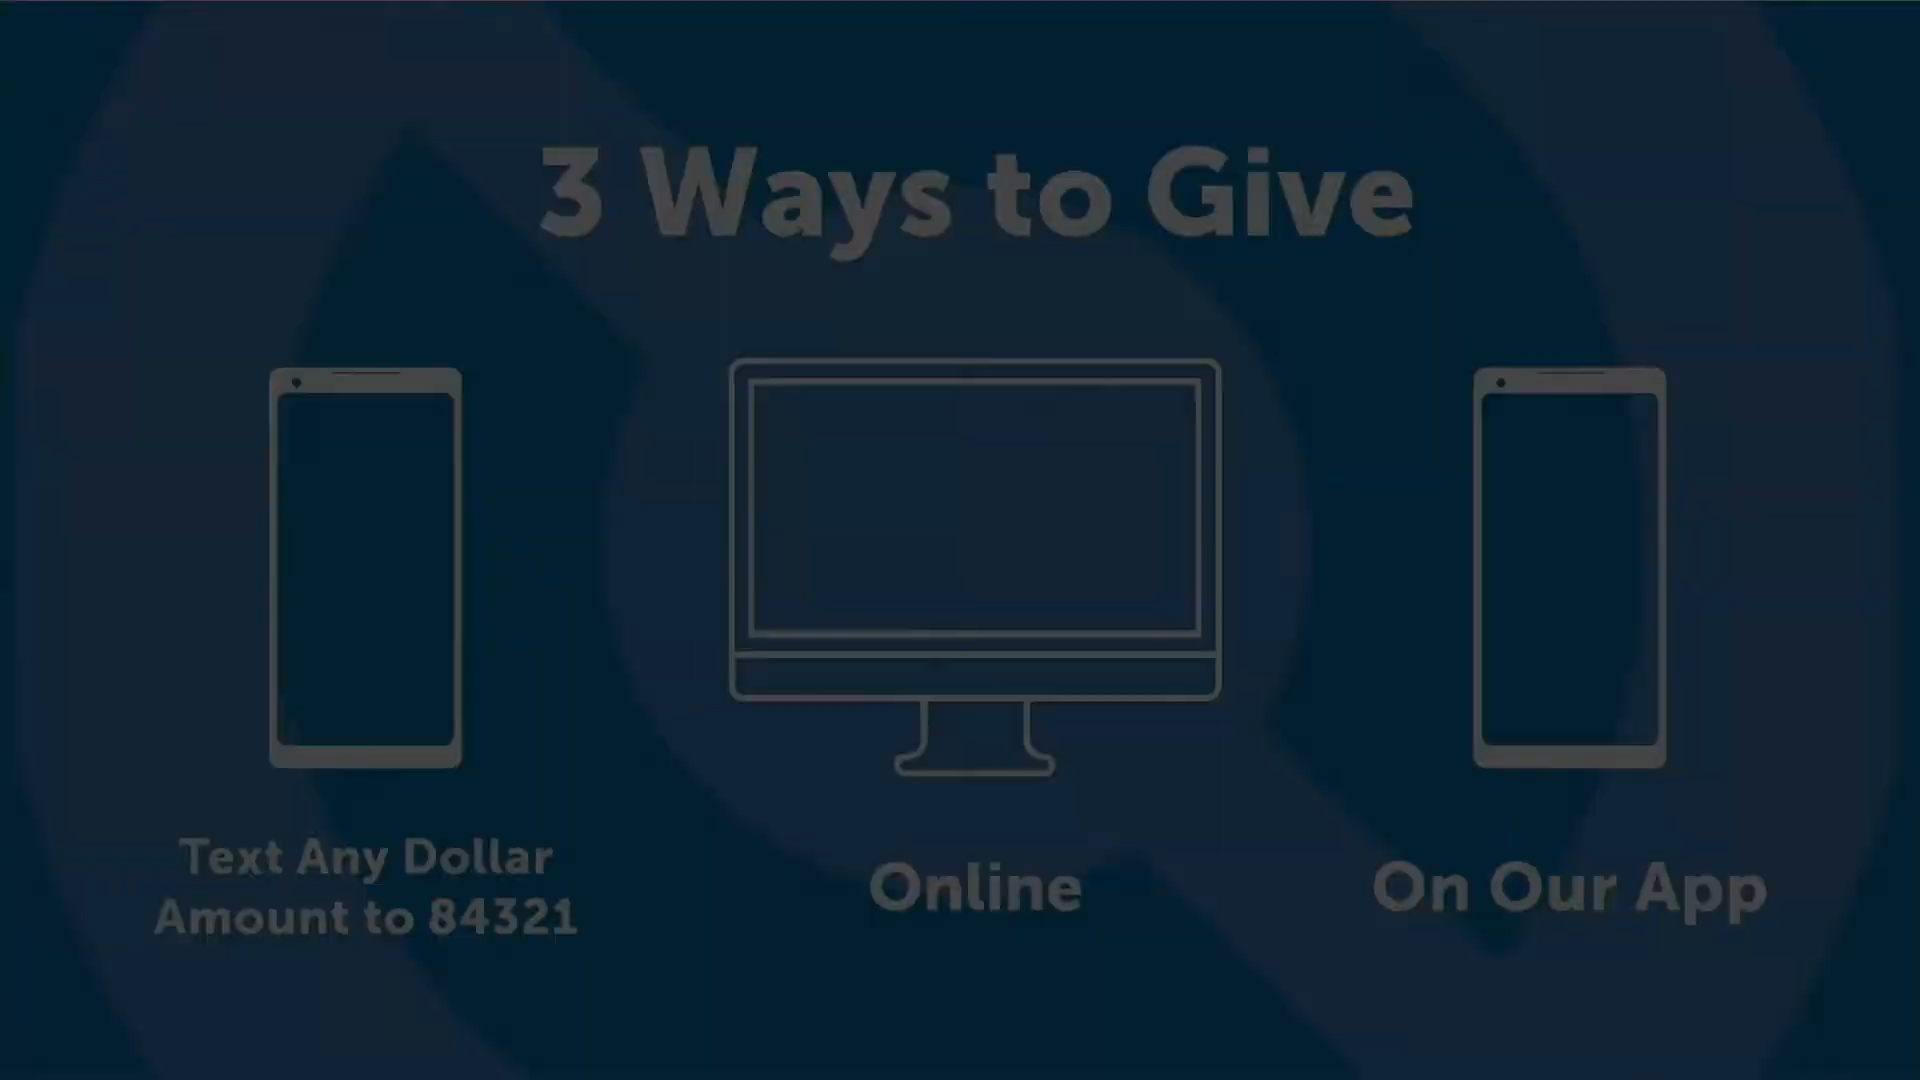 3 Ways to Give
Text Any Dollar
Amount to 84321
Online
On Our App